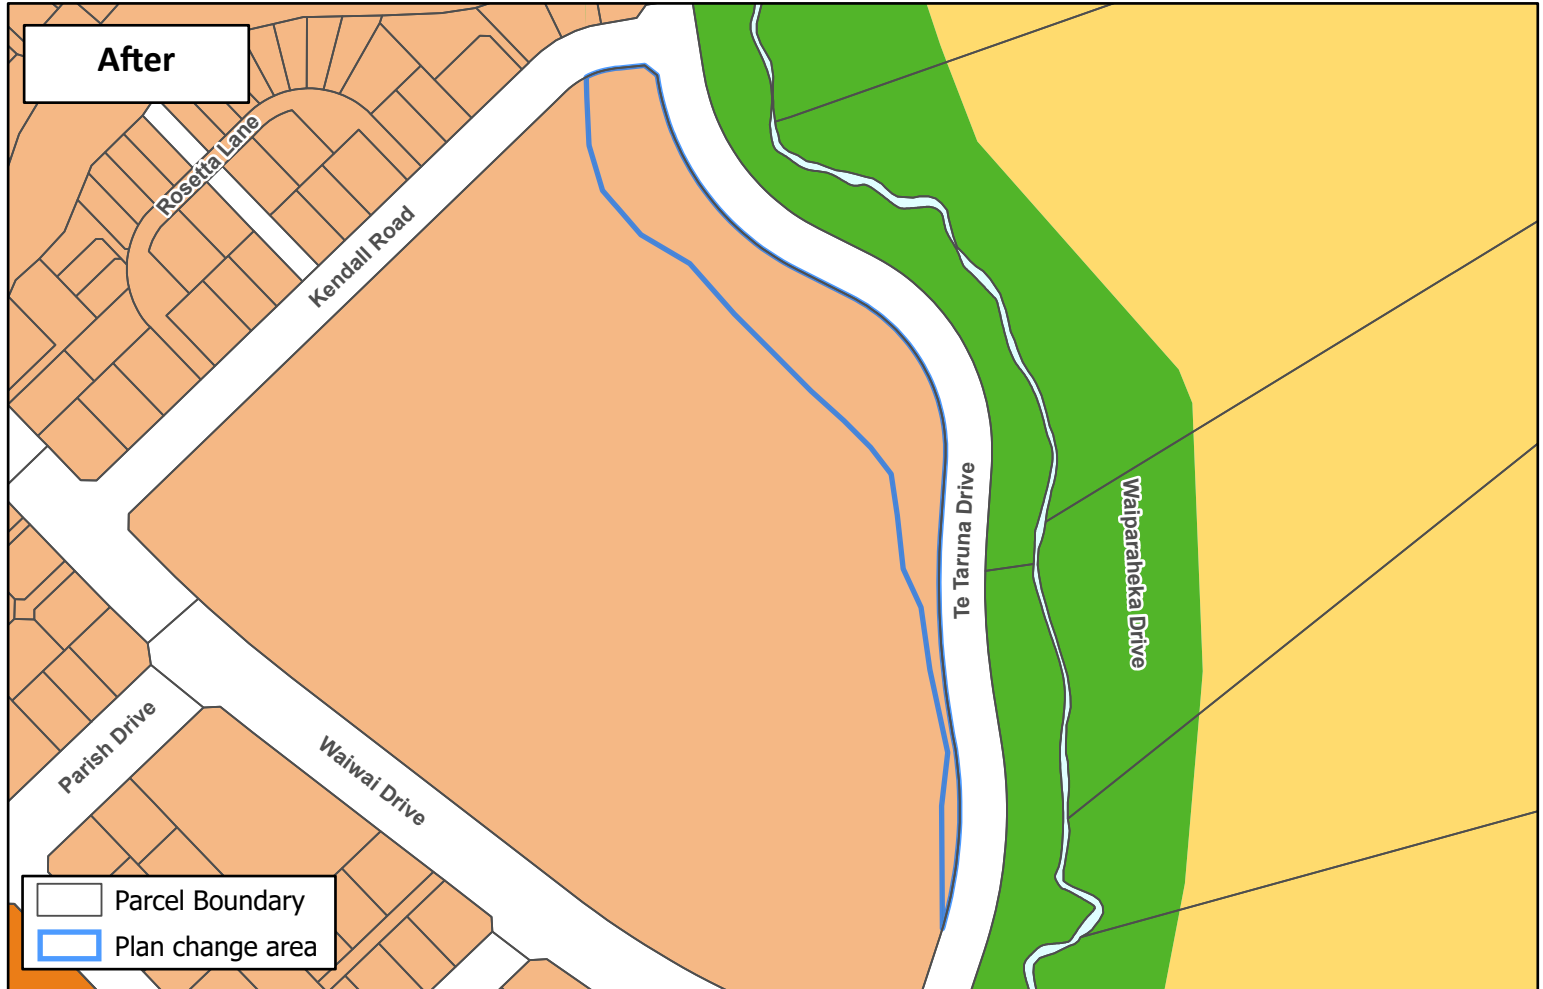 After
Rosetta Lane
Kendall Road
Te Taruna Drive
Waiparaheka Drive
Parish Drive
Waiwai Drive
Parcel Boundary
Plan change area